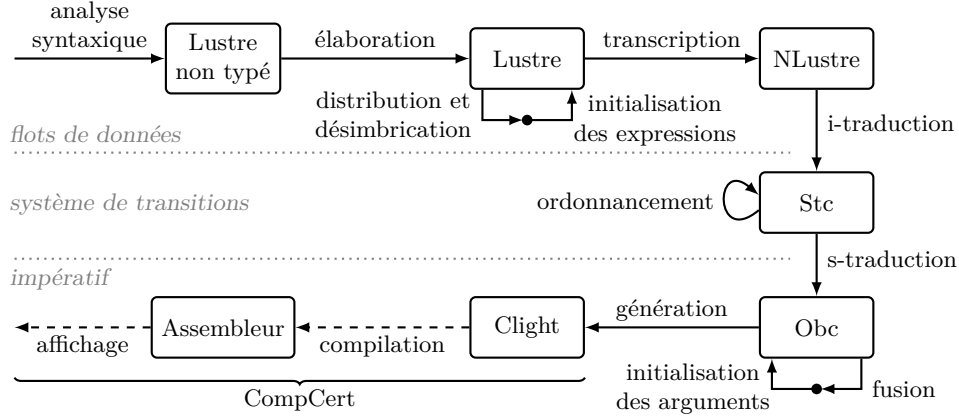 analyse
syntaxique
Lustre
non typé
élaboration
Lustre
transcription
NLustre
distribution et
désimbrication
initialisation
des expressions
i-traduction
flots de données
système de transitions
ordonnancement
Stc
s-traduction
impératif
affichage
Assembleur
compilation
Clight
génération
Obc
initialisation
des arguments
fusion
CompCert